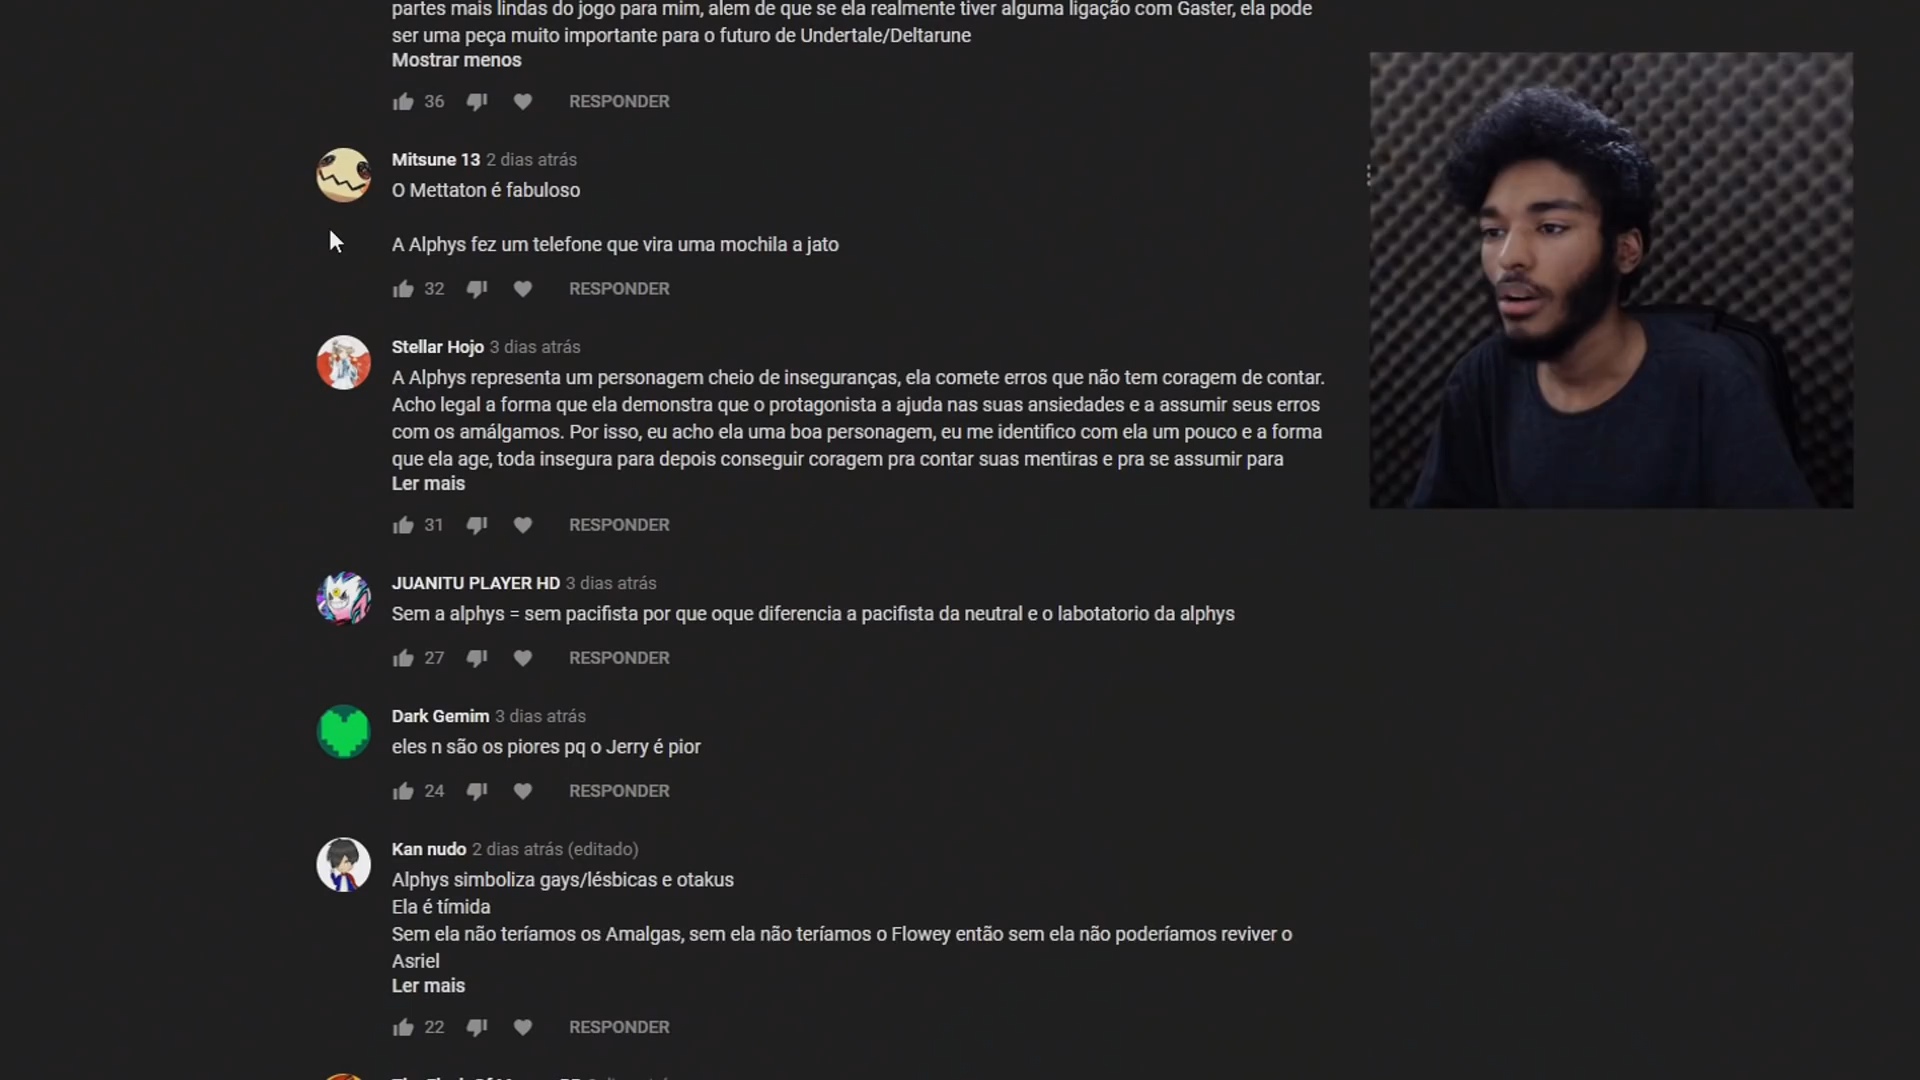 partes mais lindas do jogo para mim, alem de que se ela realmente tiver alguma ligação com Gaster, ela pode
ser uma peça muito importante para o futuro de Undertale/Deltarune
Mostrar menos
36 RESPONDER
Mitsune 13 2 dias atrás
O Mettaton é fabuloso
A Alphys fez um telefone que vira uma mochila a jato
32 RESPONDER
Stellar Hojo 3 dias atrás
A Alphys representa um personagem cheio de inseguranças, ela comete erros que não tem coragem de contar.
Acho legal a forma que ela demonstra que o protagonista a ajuda nas suas ansiedades e a assumir seus erros
com os amálgamos. Por isso, eu acho ela uma boa personagem, eu me identifico com ela um pouco e a forma
que ela age, toda insegura para depois conseguir coragem pra contar suas mentiras e pra se assumir para
Ler mais
31 RESPONDER
JUANITU PLAYER HD 3 dias atrás
Sem a alphys = sem pacifista por que oque diferencia a pacifista da neutral e o labotatorio da alphys
27 RESPONDER
Dark Gemim 3 dias atrás
eles n são os piores pq o Jerry é pior
24 RESPONDER
Kan nudo 2 dias atrás (editado)
Alphys simboliza gays/lésbicas e otakus
Ela é tímida
Sem ela não teríamos os Amalgas, sem ela não teríamos o Flowey então sem ela não poderíamos reviver o
Asriel
Ler mais
22 RESPONDER